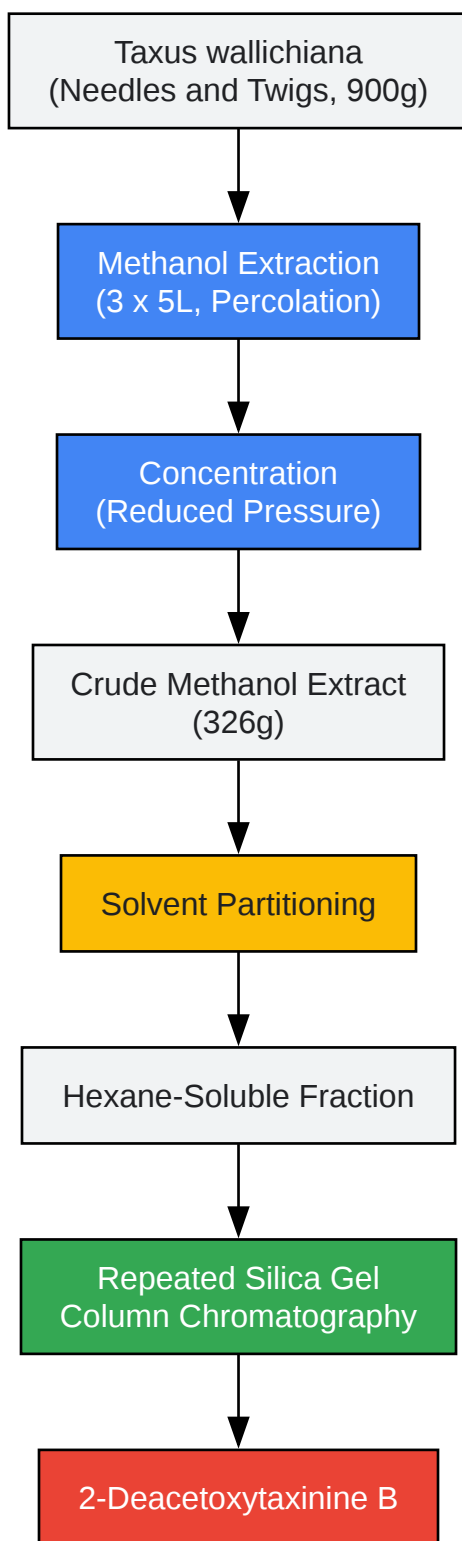 Taxus wallichiana
(Needles and Twigs, 900g)
Methanol Extraction
(3 x 5L, Percolation)
Concentration
(Reduced Pressure)
Crude Methanol Extract
(326g)
Solvent Partitioning
Hexane-Soluble Fraction
Repeated Silica Gel
Column Chromatography
2-Deacetoxytaxinine B